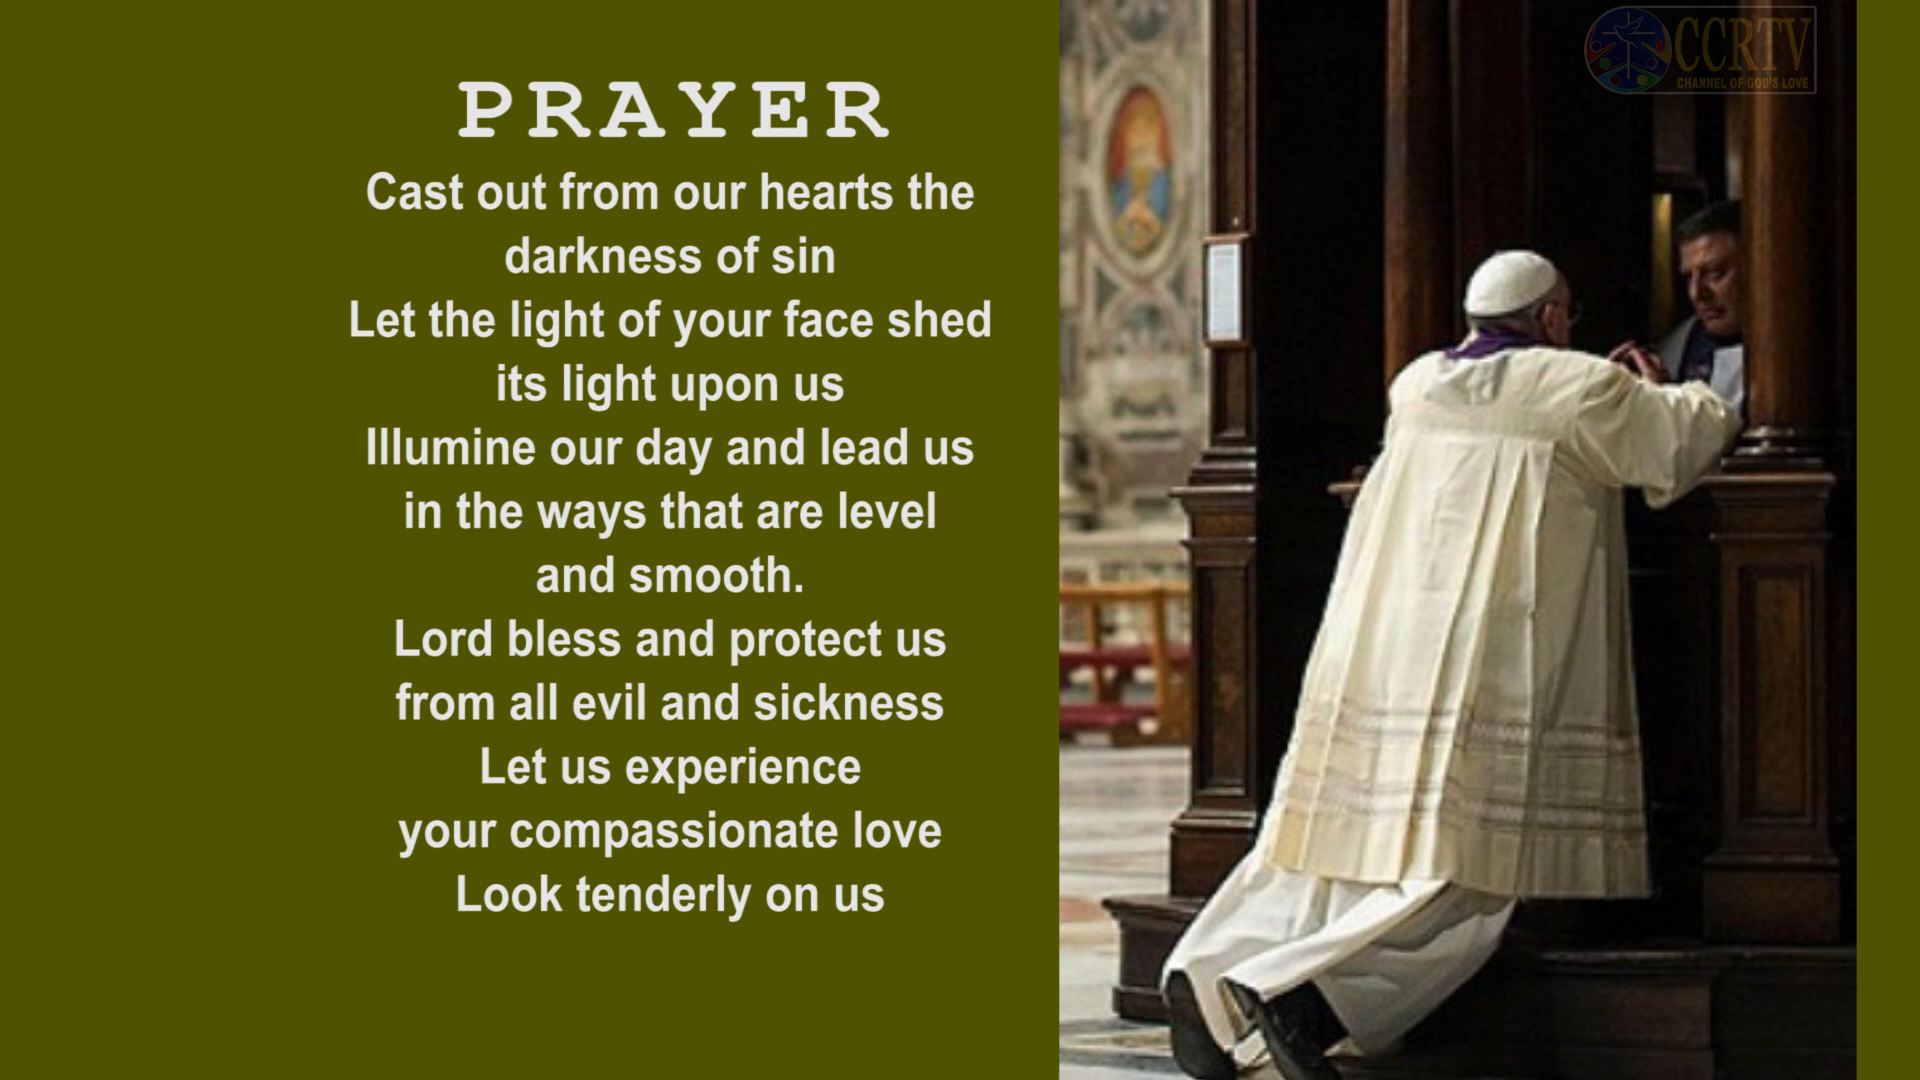 PRAYER
Cast out from our hearts the
darkness of sin
Let the light of your face shed
its light upon us
Illumine our day and lead us
in the ways that are level
and smooth.
Lord bless and protect us
from all evil and sickness
Let us experience
your compassionate love
Look tenderly on us
CCRTV
CHANNEL OF GOD'S LOVE